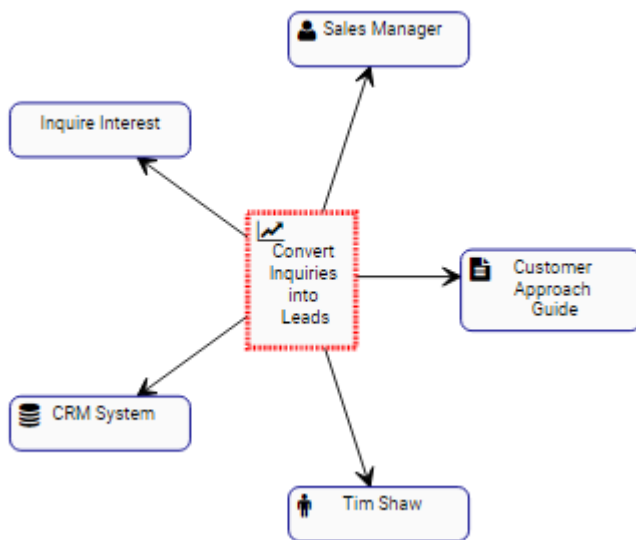 Sales Manager
Inquire Interest
Convert
Inquiries
into
Leads
Customer
Approach
Guide
CRM System
Tim Shaw